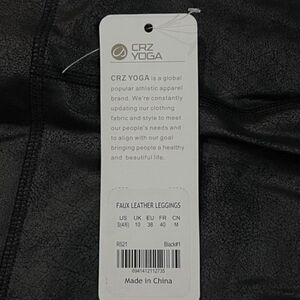 CRZ
YOGA
CRZ YOGA is a global
popular athlistic apparel
brand. We're constantly
updating our clothing
fabric and style to meet
our people's needs and
to align with our goal
bringing people a healthy
and beautiful life.
FAUX LEATHER LEGGINGS
US UK EU FR CN
S(4/6) 10 38 40 M
R521 Black#1
6941412112735
Made in China